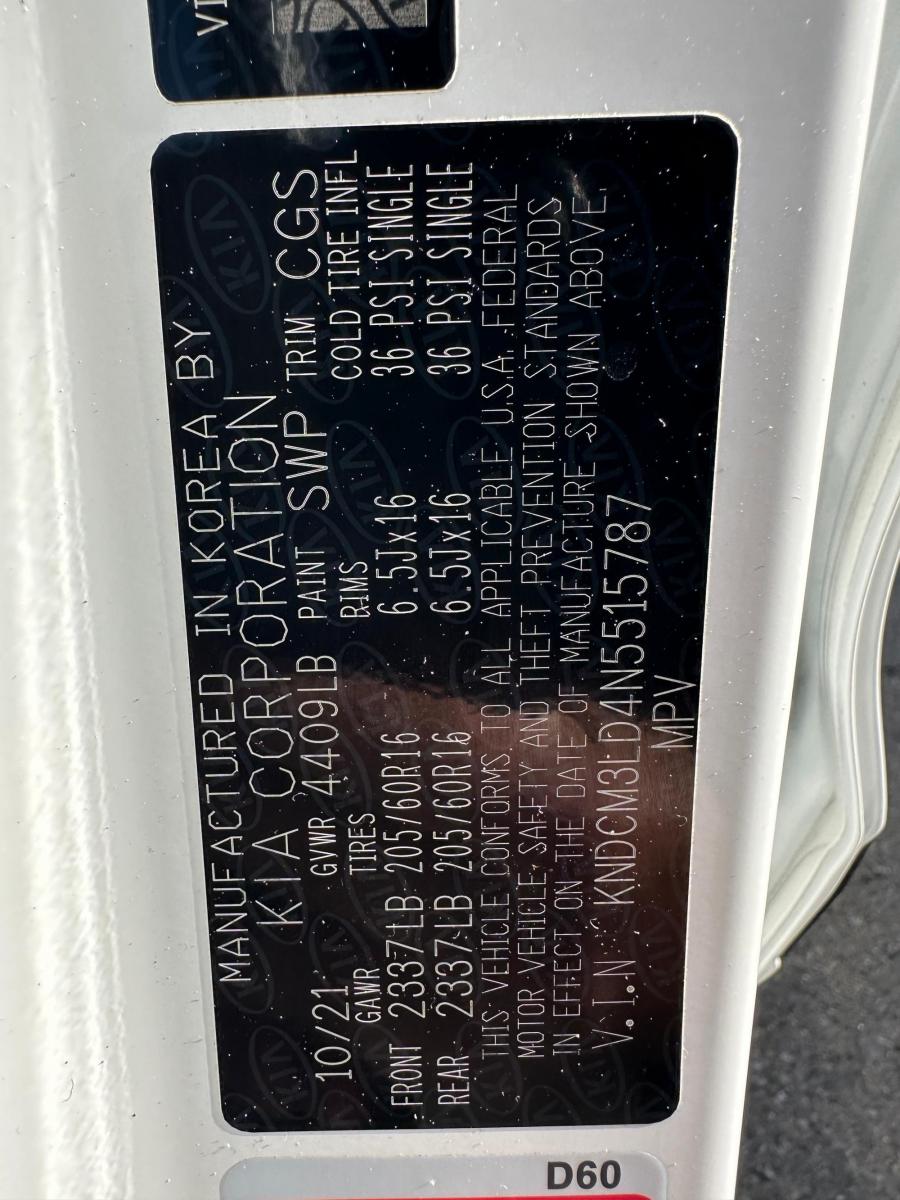 VI
MANUFACTURED IN KOREA BY
KIA CORPORATION
10/21 GVWR 4409LB PAINT SWP TRIM CGS
GAWR TIRES RIMS COLD TIRE INFL
FRONT 2337LB 205/60R16 6.5Jx16 36 PSI SINGLE
REAR 2337LB 205/60R16 6.5Jx16 36 PSI SINGLE
THIS VEHICLE CONFORMS TO ALL APPLICABLE U.S.A. FEDERAL
MOTOR VEHICLE SAFETY AND THEFT PREVENTION STANDARDS
IN EFFECT ON THE DATE OF MANUFACTURE SHOWN ABOVE.
V.I.N KNDCM3LD4N5515787
MPV
D60